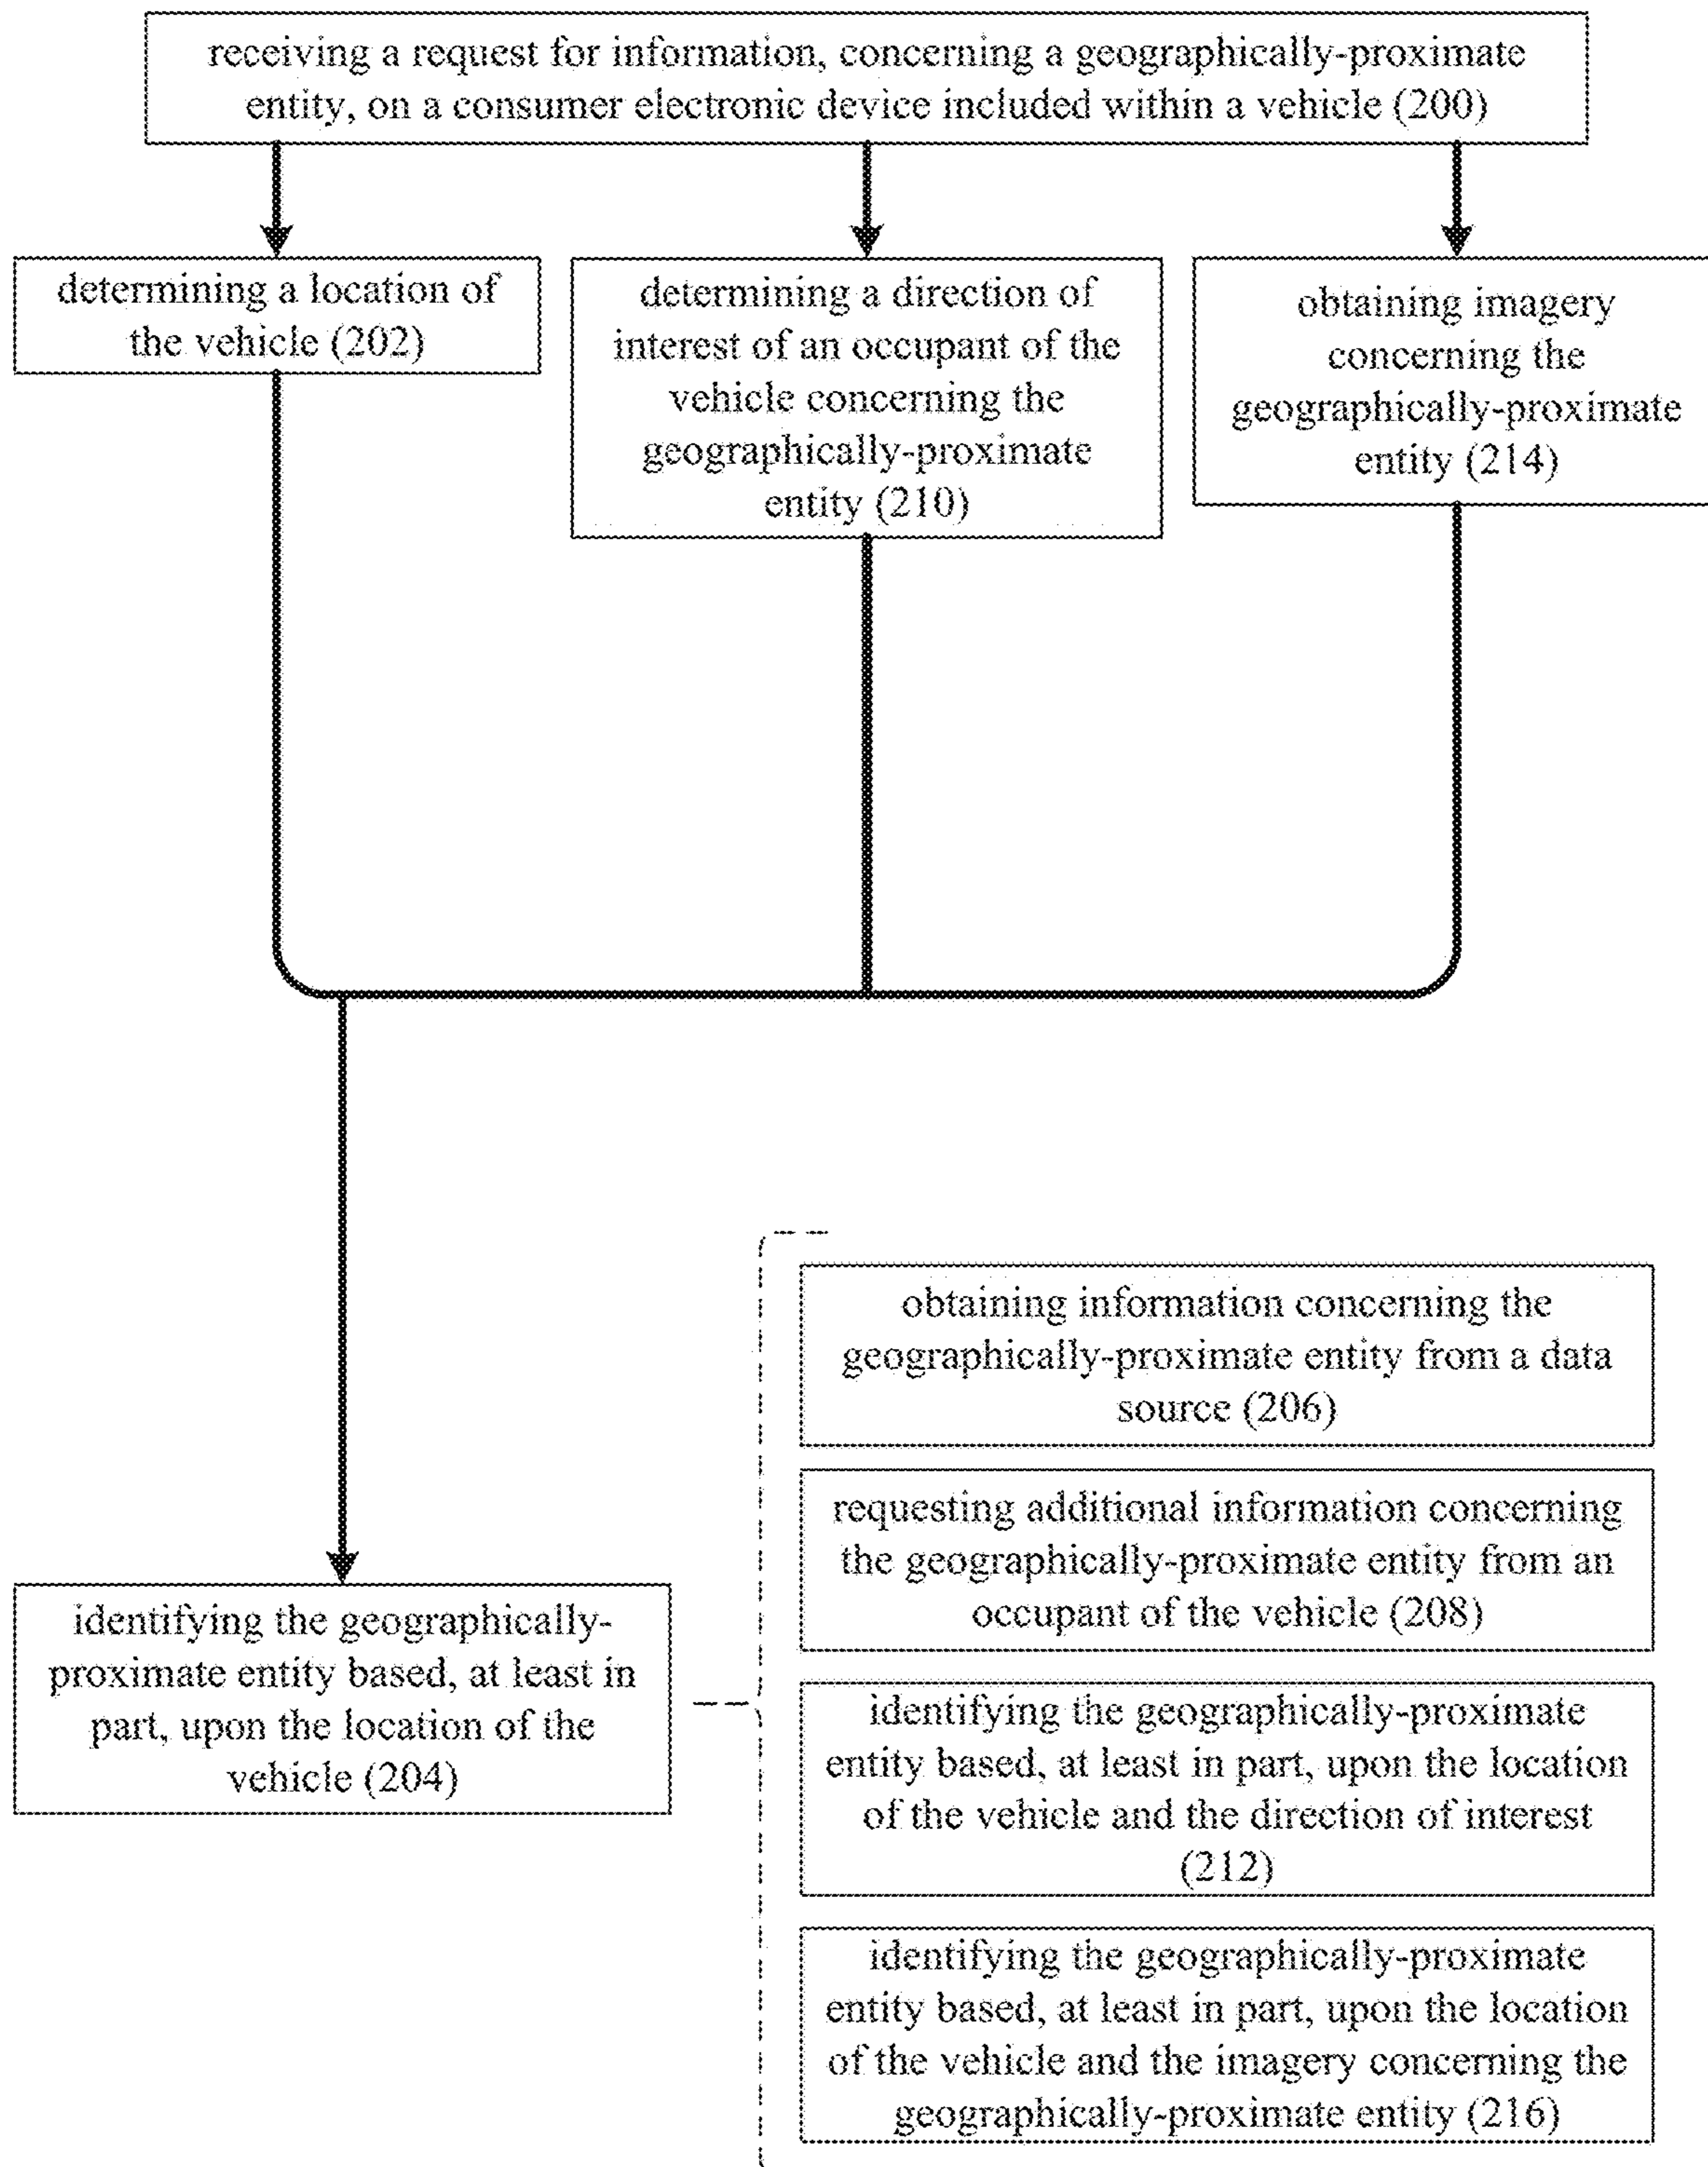 receiving a request for information, concerning a geographically-proximate
entity, on a consumer electronic device included within a vehicle (200)
determining a location of
the vehicle (202)
determining a direction of
interest of an occupant of the
vehicle concerning the
geographically-proximate
entity (210)
obtaining imagery
concerning the
geographically-proximate
entity (214)
identifying the geographically-
proximate entity based, at least in
part, upon the location of the
vehicle (204)
obtaining information concerning the
geographically-proximate entity from a data
source (206)
requesting additional information concerning
the geographically-proximate entity from an
occupant of the vehicle (208)
identifying the geographically-proximate
entity based, at least in part, upon the location
of the vehicle and the direction of interest
(212)
identifying the geographically-proximate
entity based, at least in part, upon the location
of the vehicle and the imagery concerning the
geographically-proximate entity (216)